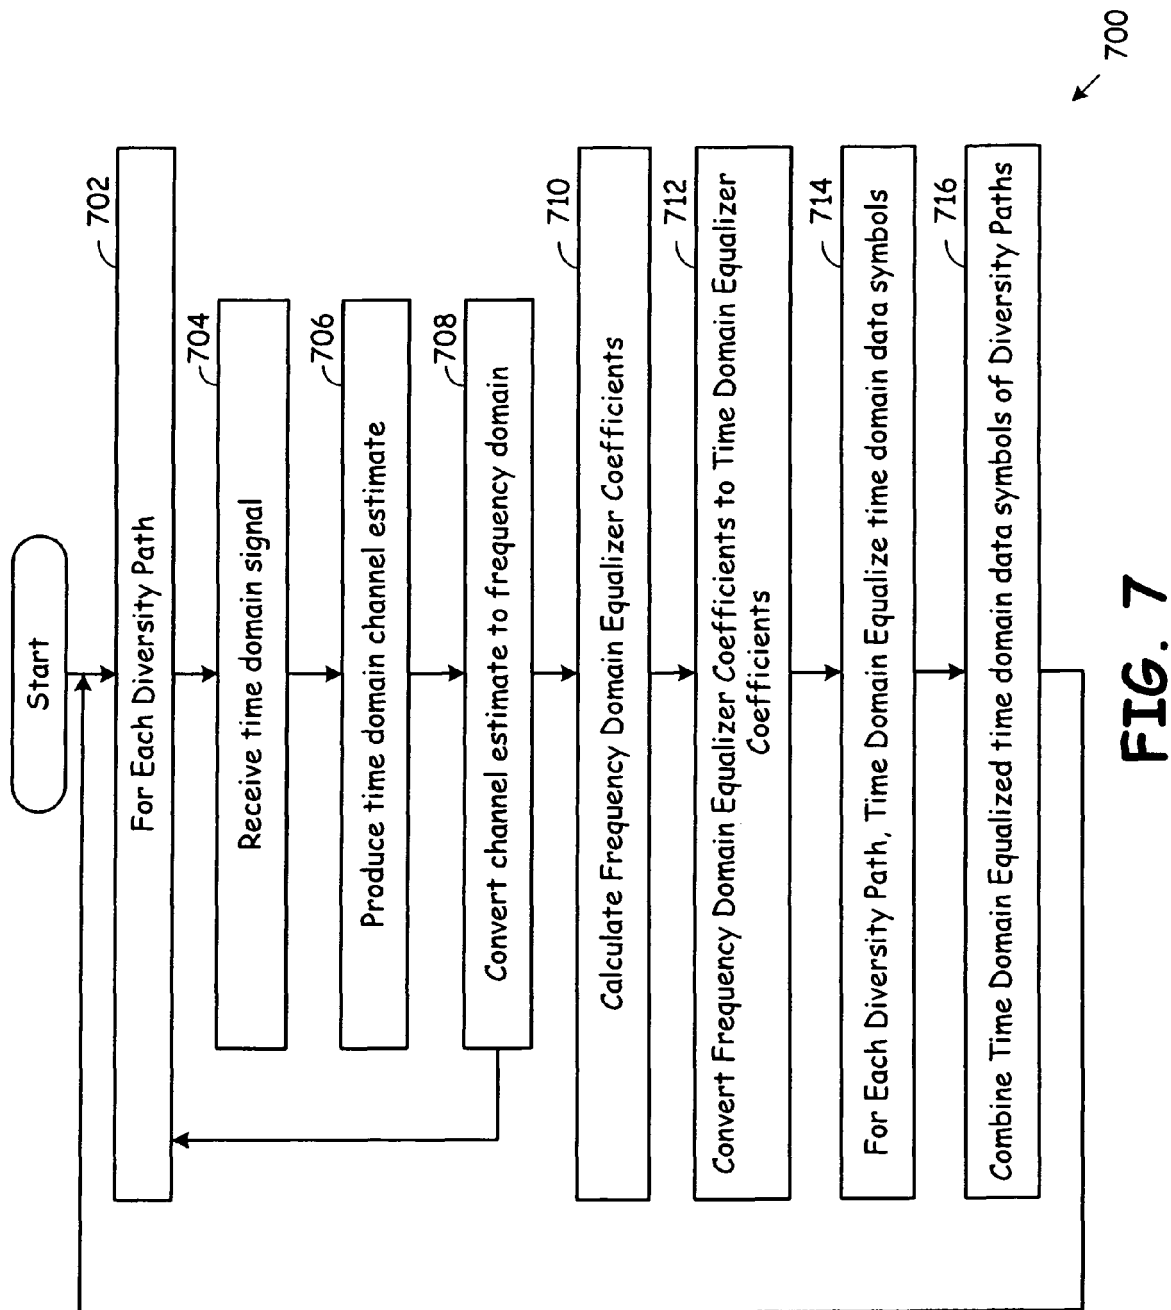 Start
702
For Each Diversity Path
704
Receive time domain signal
706
Produce time domain channel estimate
708
Convert channel estimate to frequency domain
710
Calculate Frequency Domain Equalizer Coefficients
712
Convert Frequency Domain Equalizer Coefficients to Time Domain Equalizer
Coefficients
714
For Each Diversity Path, Time Domain Equalize time domain data symbols
716
Combine Time Domain Equalized time domain data symbols of Diversity Paths
700
FIG. 7